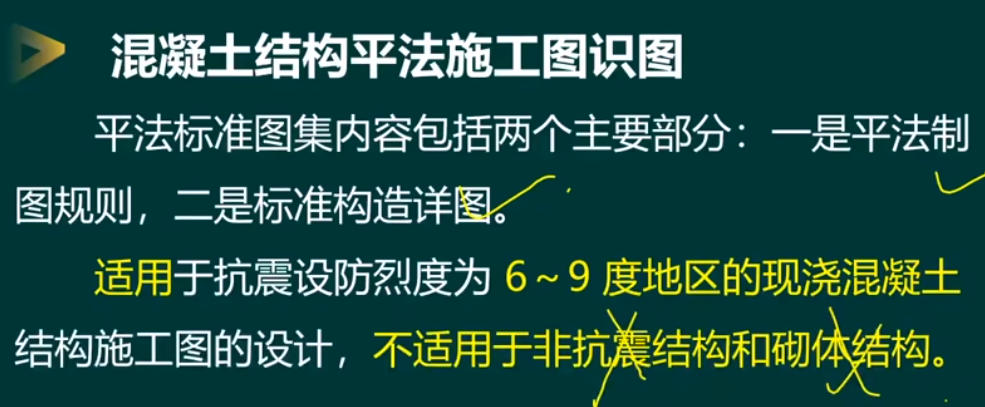 混凝土结构平法施工图识图
平法标准图集内容包括两个主要部分：一是平法制
图规则，二是标准构造详图。
适用于抗震设防烈度为 6～9 度地区的现浇混凝土
结构施工图的设计，不适用于非抗震结构和砌体结构。